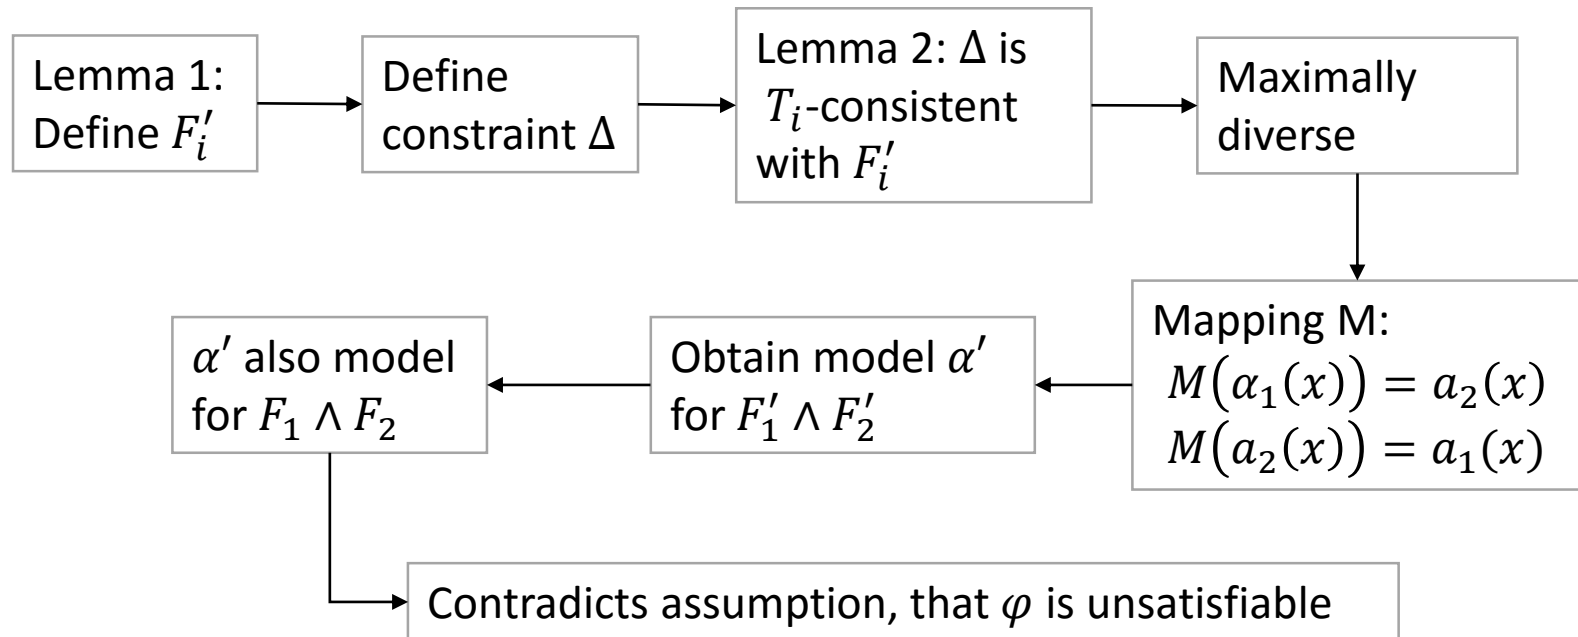 Lemma 1:
Define F′ᵢ
Define
constraint Δ
Lemma 2: Δ is
Tᵢ-consistent
with F′ᵢ
Maximally
diverse
Mapping M:
M(α₁(x)) = a₂(x)
M(a₂(x)) = a₁(x)
Obtain model α′
for F′₁ ∧ F′₂
α′ also model
for F₁ ∧ F₂
Contradicts assumption, that φ is unsatisfiable